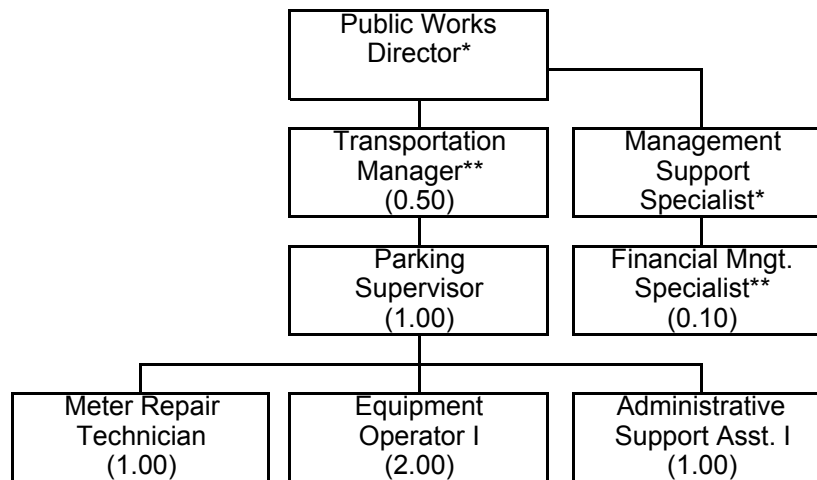 Public Works
Director*
Transportation
Manager**
(0.50)
Management
Support
Specialist*
Parking
Supervisor
(1.00)
Financial Mngt.
Specialist**
(0.10)
Meter Repair
Technician
(1.00)
Equipment
Operator I
(2.00)
Administrative
Support Asst. I
(1.00)